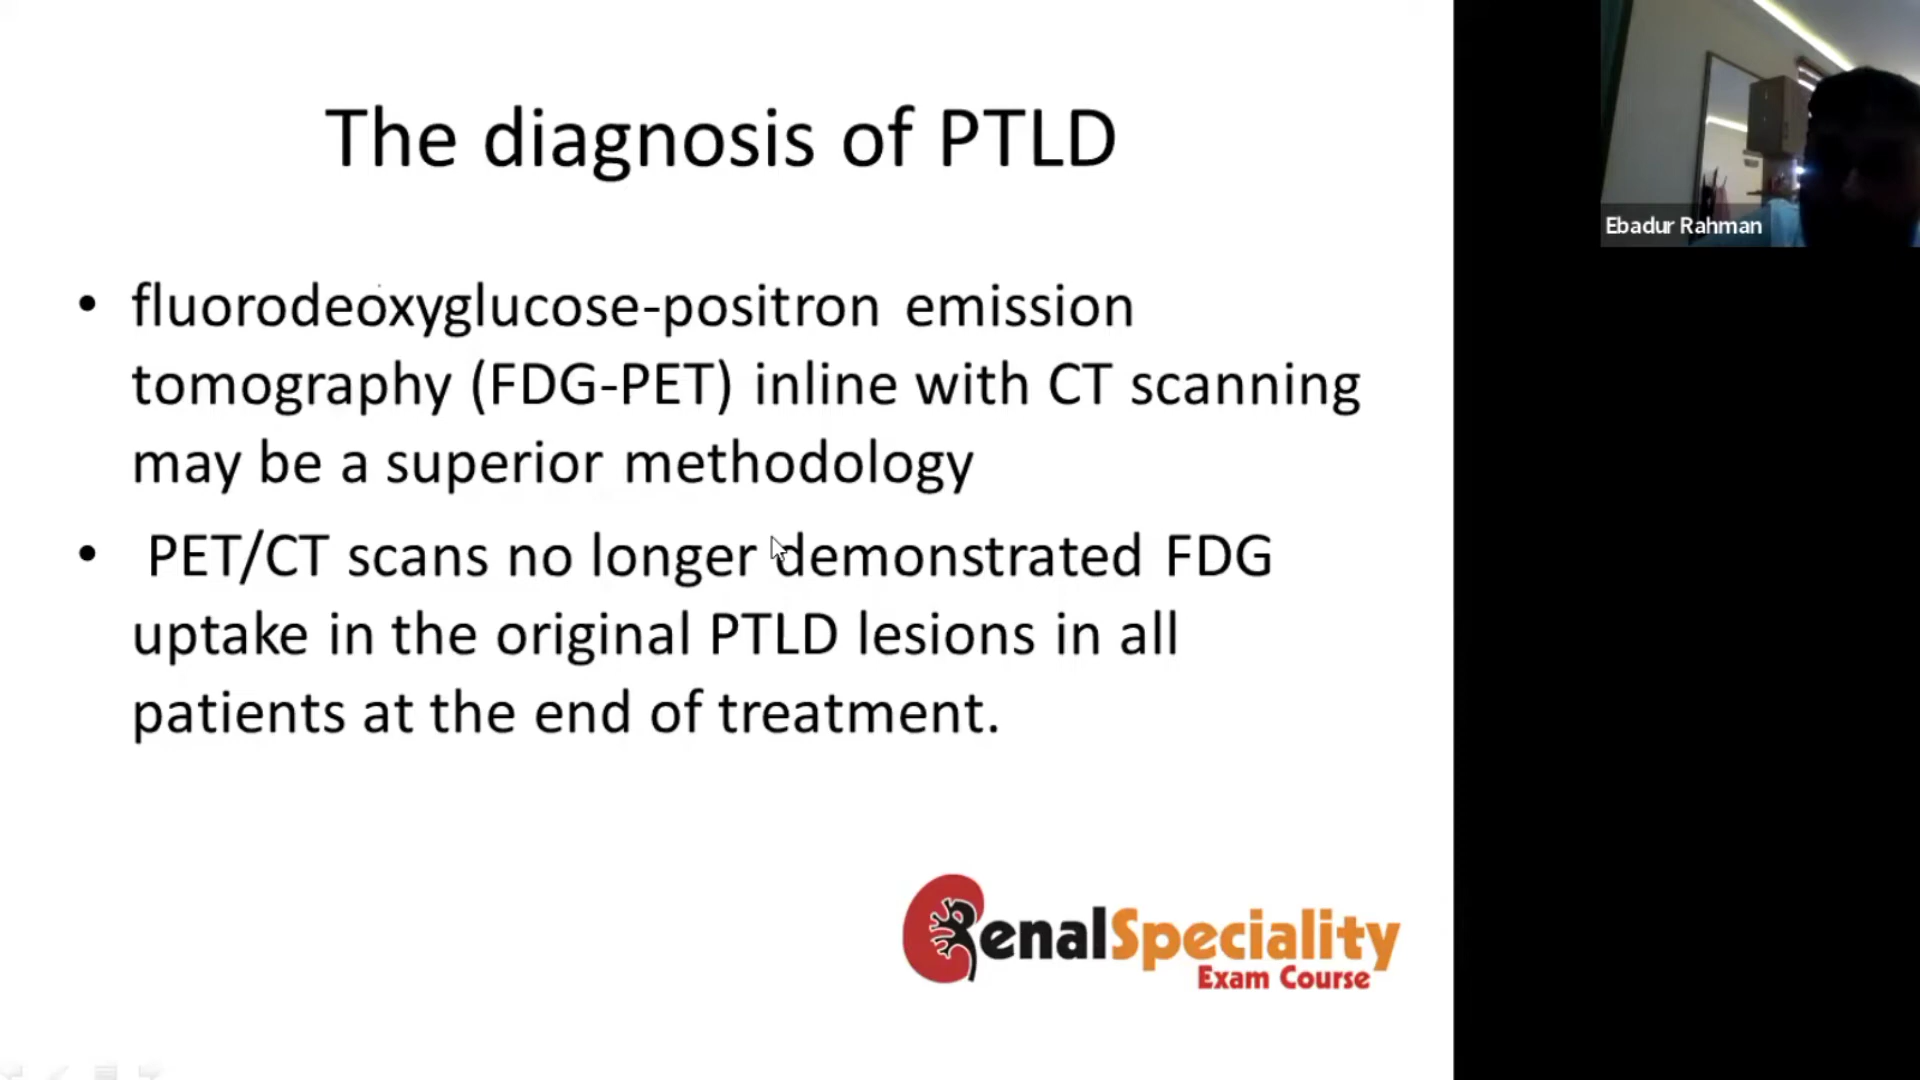 The diagnosis of PTLD
• fluorodeoxyglucose-positron emission
tomography (FDG-PET) inline with CT scanning
may be a superior methodology
• PET/CT scans no longer demonstrated FDG
uptake in the original PTLD lesions in all
patients at the end of treatment.
RenalSpeciality
Exam Course
Ebadur Rahman